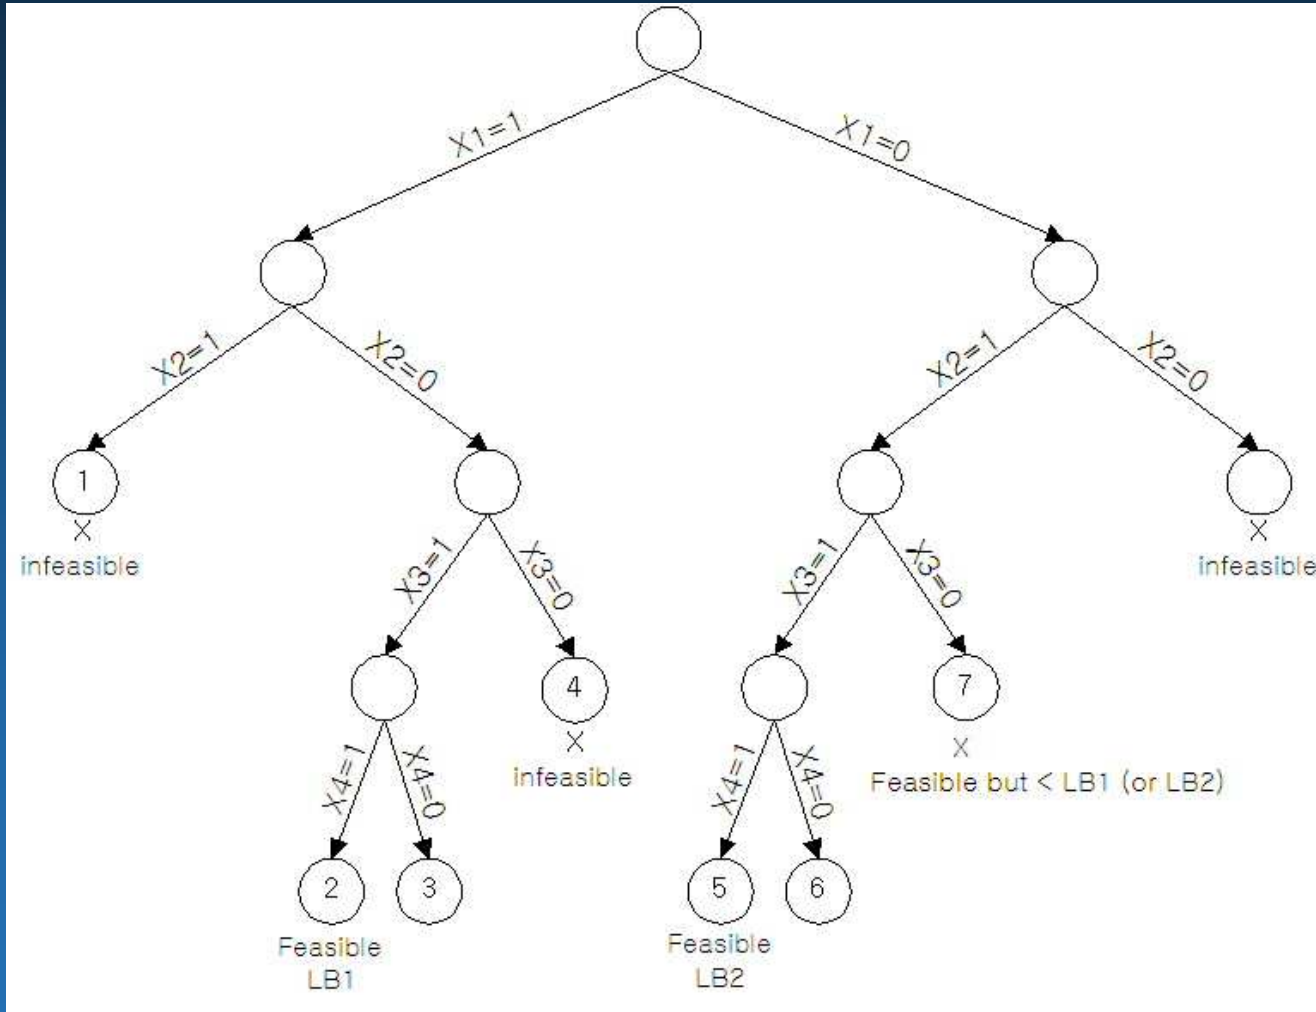 X1=1
X1=0
X2=1
X2=0
X2=1
X2=0
1
X
infeasible
X
infeasible
X3=1
X3=0
X3=1
X3=0
4
X
infeasible
7
X
Feasible but < LB1 (or LB2)
X4=1
X4=0
X4=1
X4=0
2
3
5
6
Feasible
LB1
Feasible
LB2